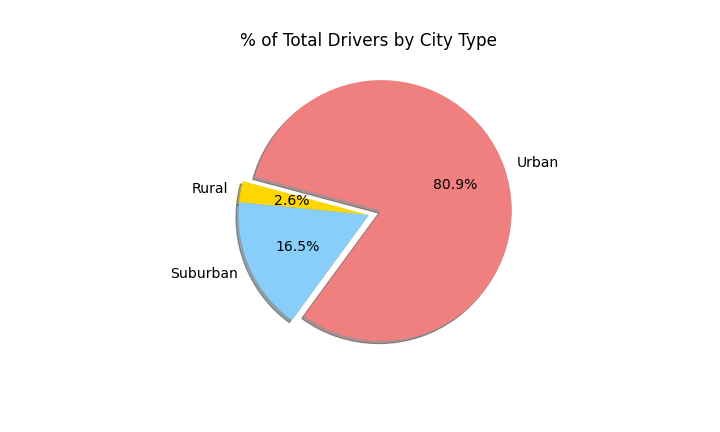 % of Total Drivers by City Type
Urban
80.9%
Rural
2.6%
16.5%
Suburban